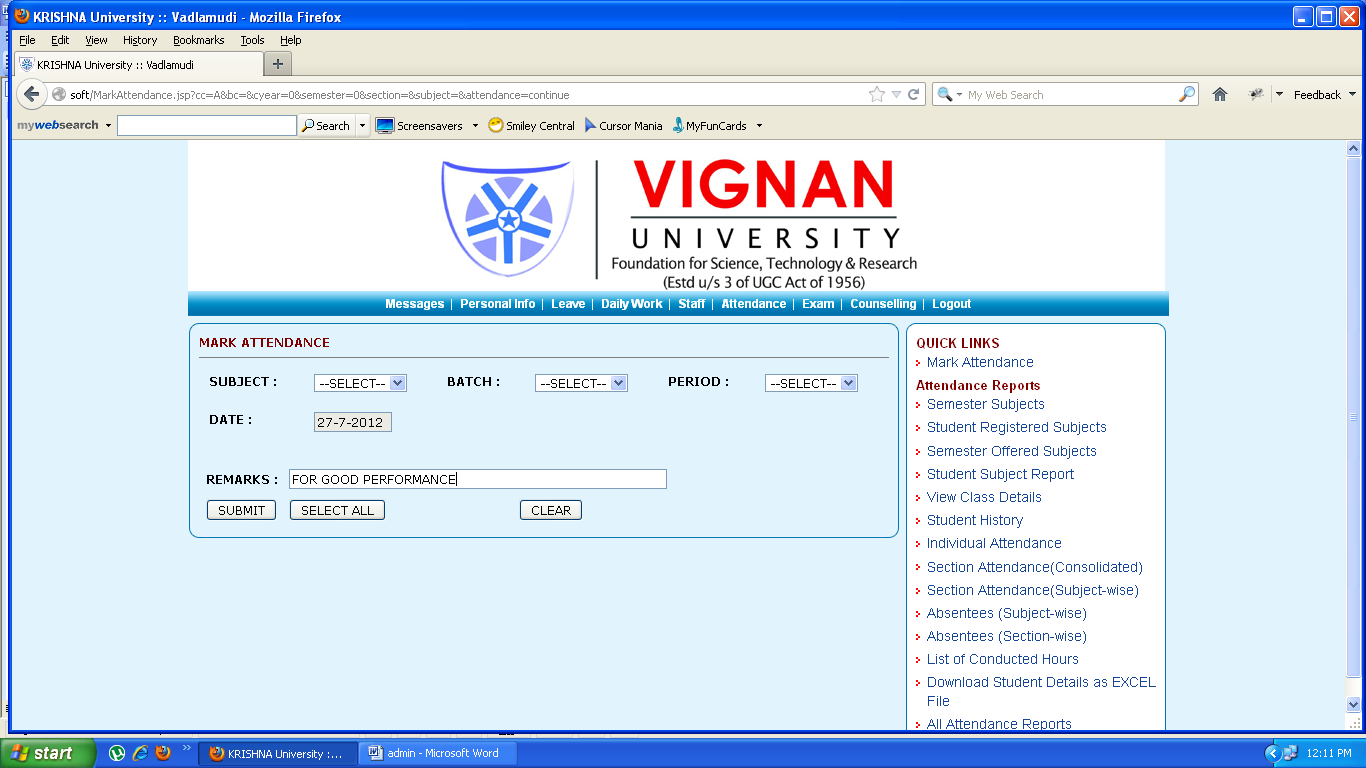 KRISHNA University :: Vadlamudi - Mozilla Firefox
File Edit View History Bookmarks Tools Help
KRISHNA University :: Vadlamudi
soft/MarkAttendance.jsp?cc=A&bc=&cyear=0&semester=0&section=&subject=&attendance=continue
My Web Search
Feedback
mywebsearch Search Screensavers Smiley Central Cursor Mania MyFunCards
VIGNAN
UNIVERSITY
Foundation for Science, Technology & Research
(Estd u/s 3 of UGC Act of 1956)
Messages | Personal Info | Leave | Daily Work | Staff | Attendance | Exam | Counselling | Logout
MARK ATTENDANCE
SUBJECT : --SELECT-- BATCH : --SELECT-- PERIOD : --SELECT--
DATE : 27-7-2012
REMARKS : FOR GOOD PERFORMANCE
SUBMIT SELECT ALL CLEAR
QUICK LINKS
Mark Attendance
Attendance Reports
Semester Subjects
Student Registered Subjects
Semester Offered Subjects
Student Subject Report
View Class Details
Student History
Individual Attendance
Section Attendance(Consolidated)
Section Attendance(Subject-wise)
Absentees (Subject-wise)
Absentees (Section-wise)
List of Conducted Hours
Download Student Details as EXCEL
File
All Attendance Reports
start KRISHNA University :... admin - Microsoft Word 12:11 PM